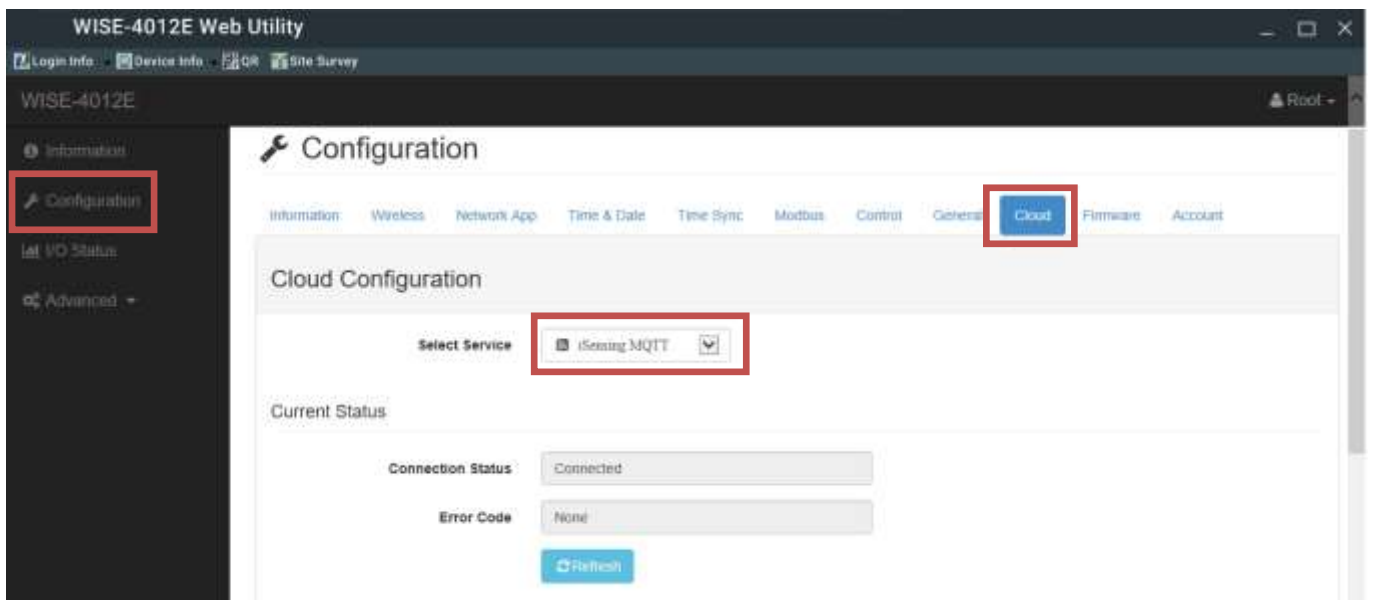 WISE-4012E Web Utility
Login Info Device Info QR Site Survey
WISE-4012E
Root
Information
Configuration
I/O Status
Advanced
Configuration
Information Wireless Network App Time & Date Time Sync Modbus Control General Cloud Firmware Account
Cloud Configuration
Select Service iSensing MQTT
Current Status
Connection Status Connected
Error Code None
Refresh